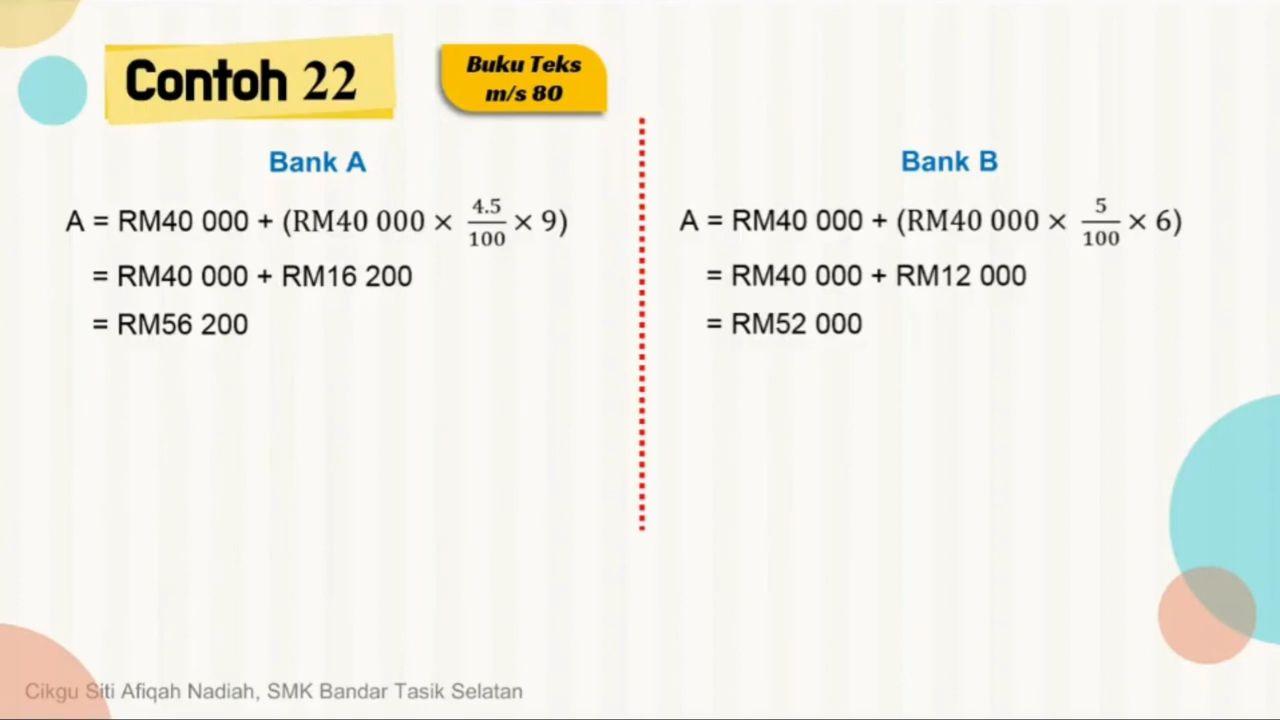 Contoh 22
Buku Teks
m/s 80
Bank A
A = RM40 000 + (RM40 000 × 4.5/100 × 9)
= RM40 000 + RM16 200
= RM56 200
Bank B
A = RM40 000 + (RM40 000 × 5/100 × 6)
= RM40 000 + RM12 000
= RM52 000
Cikgu Siti Afiqah Nadiah, SMK Bandar Tasik Selatan